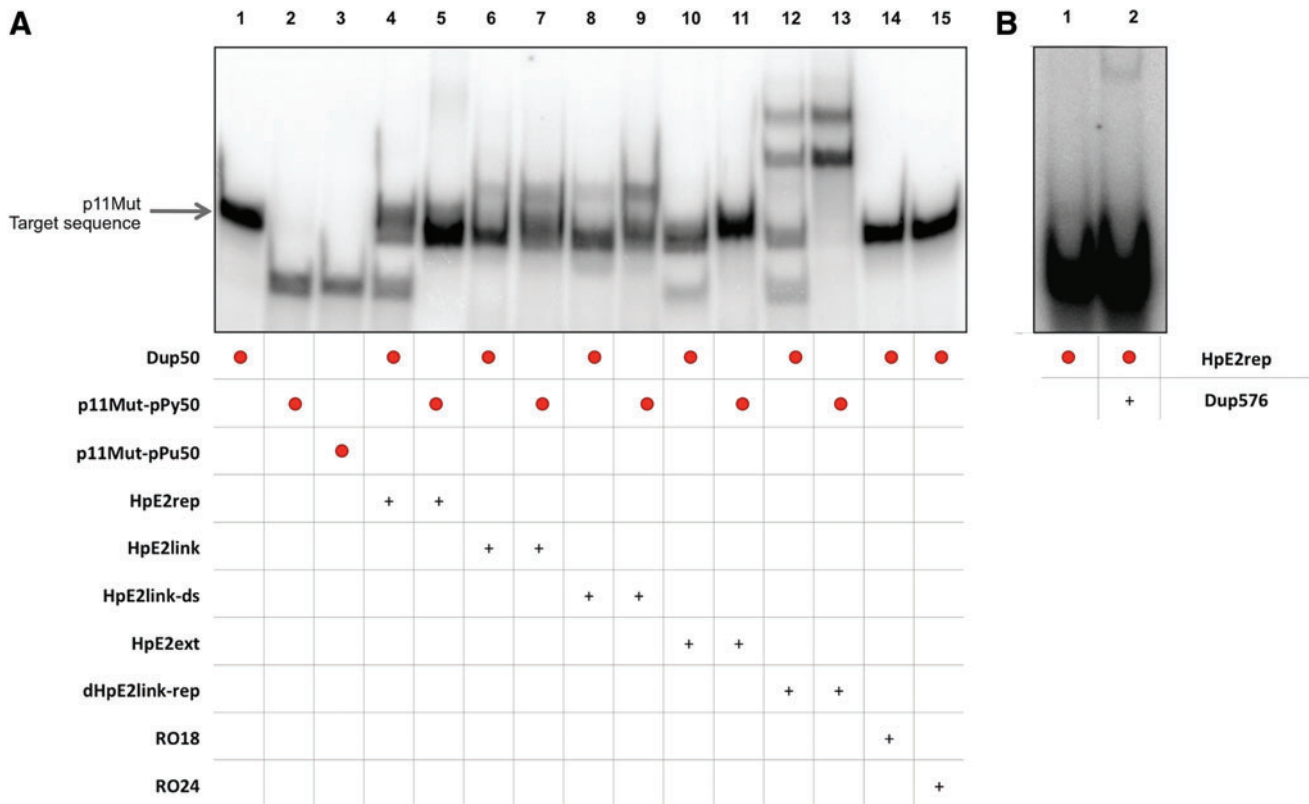 A
1 2 3 4 5 6 7 8 9 10 11 12 13 14 15
B
1 2
p11Mut
Target sequence
Dup50
p11Mut-pPy50
p11Mut-pPu50
HpE2rep + +
HpE2link + +
HpE2link-ds + +
HpE2ext + +
dHpE2link-rep + +
RO18 +
RO24 +
HpE2rep
+ Dup576